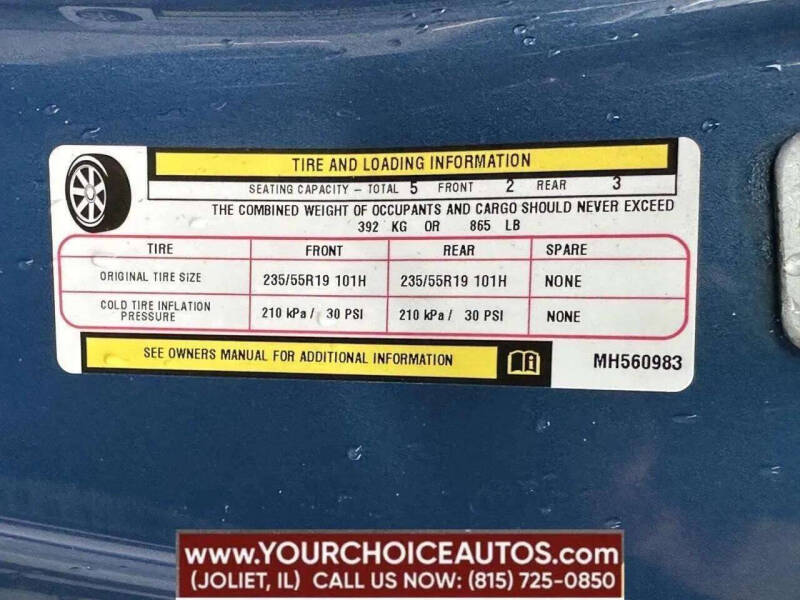 TIRE AND LOADING INFORMATION
SEATING CAPACITY - TOTAL 5 FRONT 2 REAR 3
THE COMBINED WEIGHT OF OCCUPANTS AND CARGO SHOULD NEVER EXCEED
392 KG OR 865 LB
TIRE FRONT REAR SPARE
ORIGINAL TIRE SIZE 235/55R19 101H 235/55R19 101H NONE
COLD TIRE INFLATION
PRESSURE 210 kPa / 30 PSI 210 kPa / 30 PSI NONE
SEE OWNERS MANUAL FOR ADDITIONAL INFORMATION MH560983
www.YOURCHOICEAUTOS.com
(JOLIET, IL) CALL US NOW: (815) 725-0850